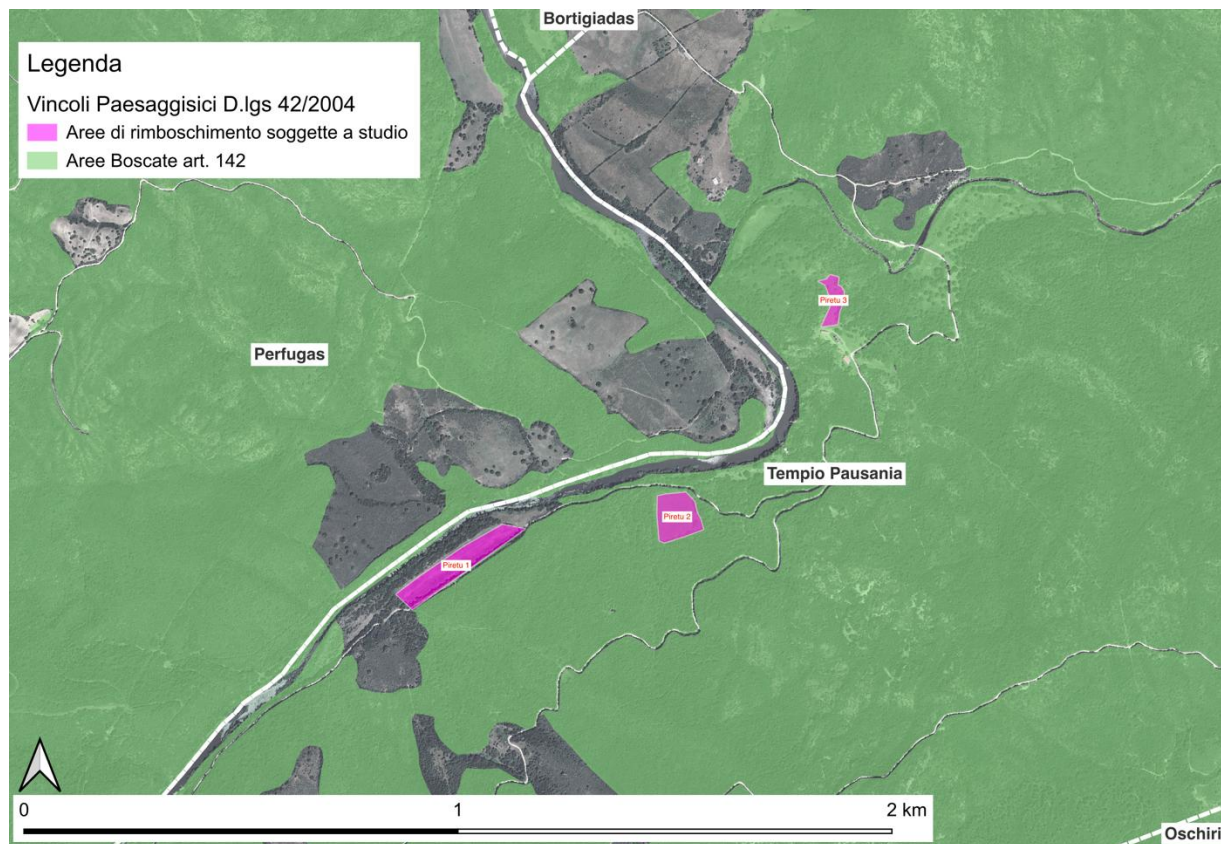 Bortigiadas
Legenda
Vincoli Paesaggisici D.lgs 42/2004
Aree di rimboschimento soggette a studio
Aree Boscate art. 142
Piretu 3
Perfugas
Tempio Pausania
Piretu 2
Piretu 1
0 1 2 km
Oschiri